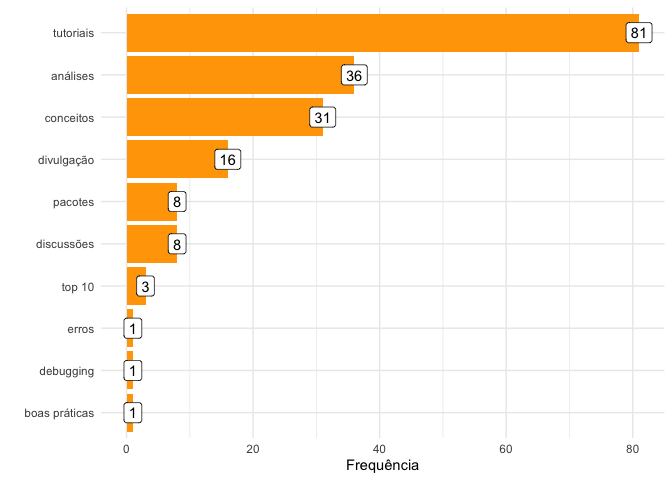 tutoriais 81
análises 36
conceitos 31
divulgação 16
pacotes 8
discussões 8
top 10 3
erros 1
debugging 1
boas práticas 1
0 20 40 60 80
Frequência